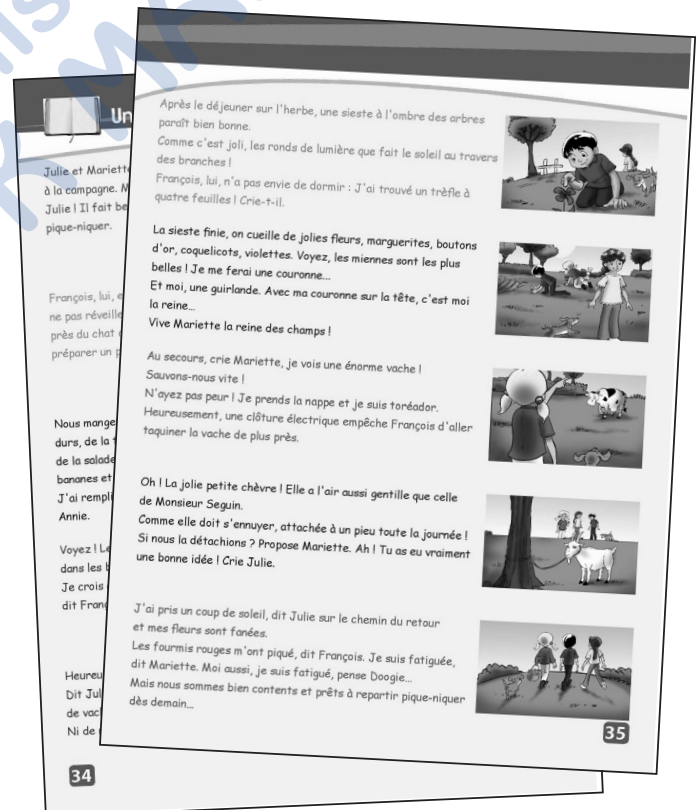 Un
Julie et Mariette
à la campagne.
Julie ! Il fait
pique-niquer.
François, lui,
ne pas
près du chat
préparer un
Nous
durs, de la
de la salade
bananes et
J'ai
Annie.
Voyez !
dans les
Je crois
dit
Dit
de
Ni de
34
Après le déjeuner sur l'herbe, une sieste à l'ombre des arbres
paraît bien bonne.
Comme c'est joli, les ronds de lumière que fait le soleil au travers
des branches !
François, lui, n'a pas envie de dormir : J'ai trouvé un trèfle à
quatre feuilles ! Crie-t-il.
La sieste finie, on cueille de jolies fleurs, marguerites, boutons
d'or, coquelicots, violettes. Voyez, les miennes sont les plus
belles ! Je me ferai une couronne...
Et moi, une guirlande. Avec ma couronne sur la tête, c'est moi
la reine...
Vive Mariette la reine des champs !
Au secours, crie Mariette, je vois une énorme vache !
Sauvons-nous vite !
N'ayez pas peur ! Je prends la nappe et je suis toréador.
Heureusement, une clôture électrique empêche François d'aller
taquiner la vache de plus près.
Oh ! La jolie petite chèvre ! Elle a l'air aussi gentille que celle
de Monsieur Seguin.
Comme elle doit s'ennuyer, attachée à un pieu toute la journée !
Si nous la détachions ? Propose Mariette. Ah ! Tu as eu vraiment
une bonne idée ! Crie Julie.
J'ai pris un coup de soleil, dit Julie sur le chemin du retour
et mes fleurs sont fanées.
Les fourmis rouges m'ont piqué, dit François. Je suis fatiguée,
dit Mariette. Moi aussi, je suis fatigué, pense Doogie...
Mais nous sommes bien contents et prêts à repartir pique-niquer
dès demain...
35